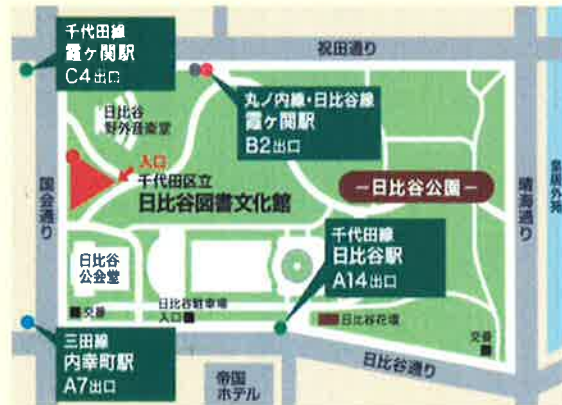 千代田線
霞ヶ関駅
C4出口
祝田通り
丸ノ内線・日比谷線
霞ヶ関駅
B2出口
日比谷
野外音楽堂
入口
千代田区立
日比谷図書文化館
日比谷公園
国会通り
晴海通り
皇居外苑
千代田線
日比谷駅
A14出口
日比谷
公会堂
交番
日比谷駐車場
入口
日比谷花壇
交番
三田線
内幸町駅
A7出口
帝国
ホテル
日比谷通り